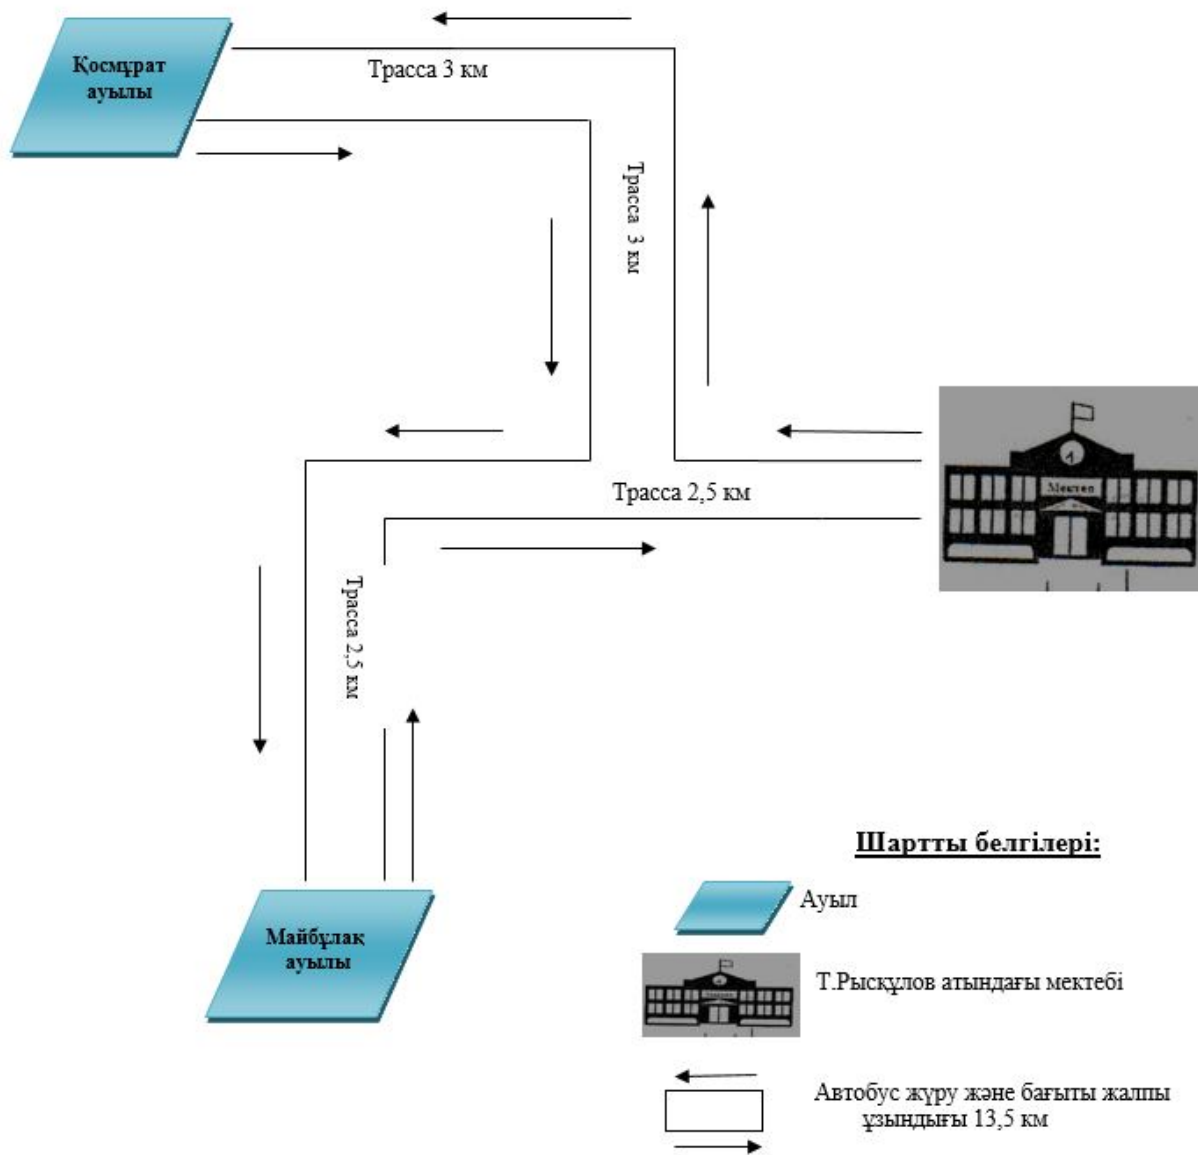 Қосмұрат
ауылы
Трасса 3 км
Трасса 3 км
Мектеп
Трасса 2,5 км
Трасса 2,5 км
Майбұлақ
ауылы
Шартты белгілері:
Ауыл
Т.Рысқұлов атындағы мектебі
Автобус жүру және бағыты жалпы
ұзындығы 13,5 км